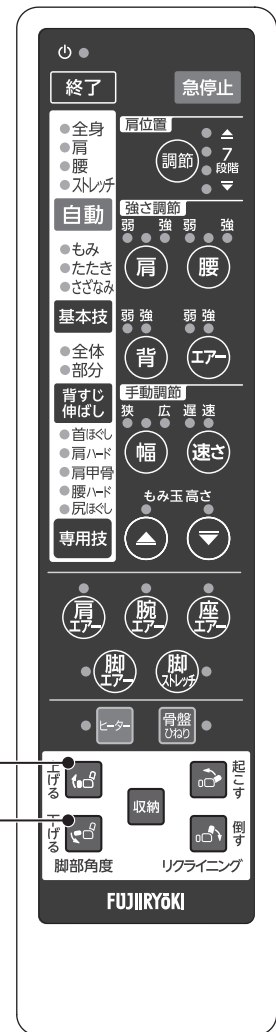 終了
急停止
全身
肩
腰
ストレッチ
自動
もみ
たたき
さざなみ
基本技
全体
部分
背すじ
伸ばし
首ほぐし
肩ハード
肩甲骨
腰ハード
尻ほぐし
専用技
肩位置
調節
7
段階
強さ調節
弱 強 弱 強
肩 腰
弱 強 弱 強
背 エアー
手動調節
狭 広 遅 速
幅 速さ
もみ玉高さ
肩エアー
腕エアー
座エアー
脚エアー
脚ストレッチ
ヒーター
骨盤
ひねり
上げる
下げる
脚部角度
収納
起こす
倒す
リクライニング
FUJIIRYOKI